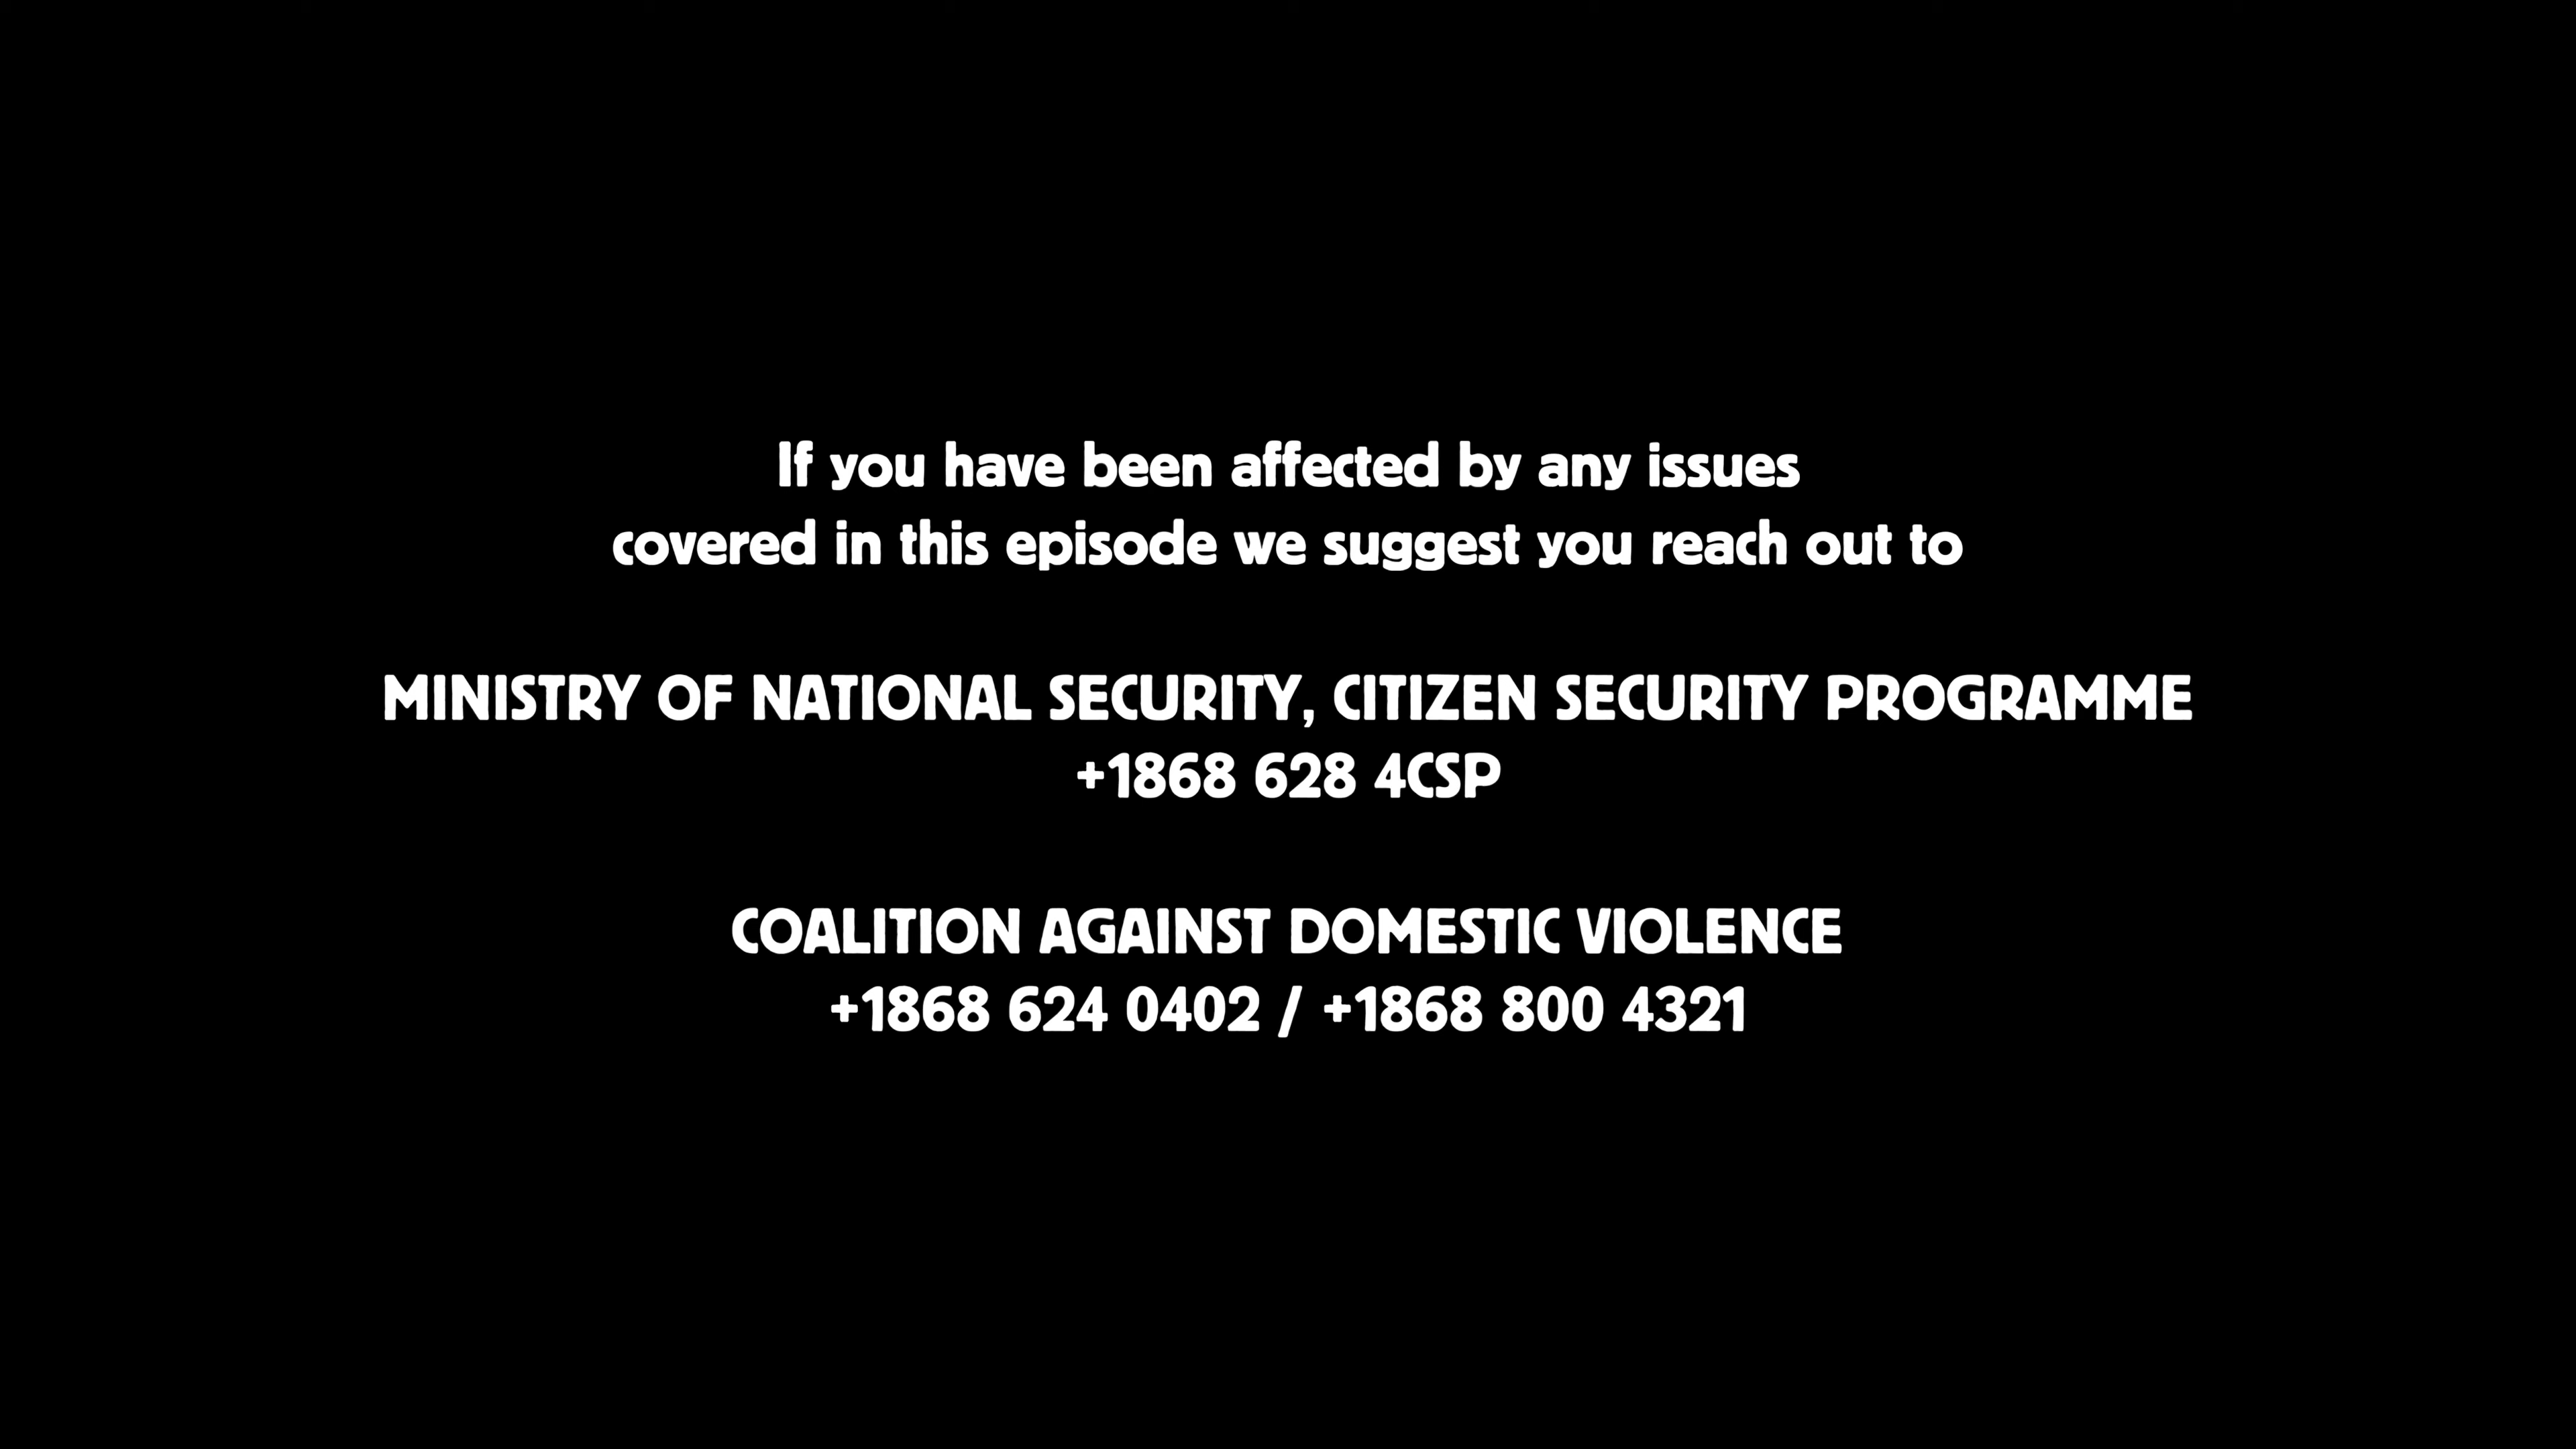 If you have been affected by any issues
covered in this episode we suggest you reach out to
MINISTRY OF NATIONAL SECURITY, CITIZEN SECURITY PROGRAMME
+1868 628 4CSP
COALITION AGAINST DOMESTIC VIOLENCE
+1868 624 0402 / +1868 800 4321